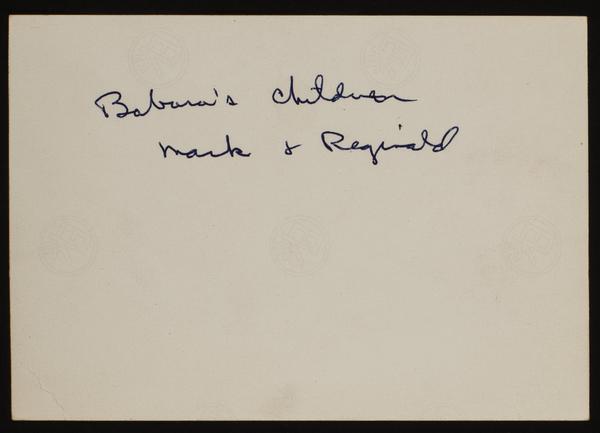 Babara's Children
Mark & Reginald